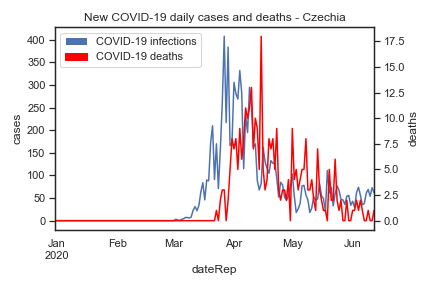 New COVID-19 daily cases and deaths - Czechia
COVID-19 infections
COVID-19 deaths
400
350
300
250
200
150
100
50
0
cases
17.5
15.0
12.5
10.0
7.5
5.0
2.5
0.0
deaths
Jan Feb Mar Apr May Jun
2020
dateRep